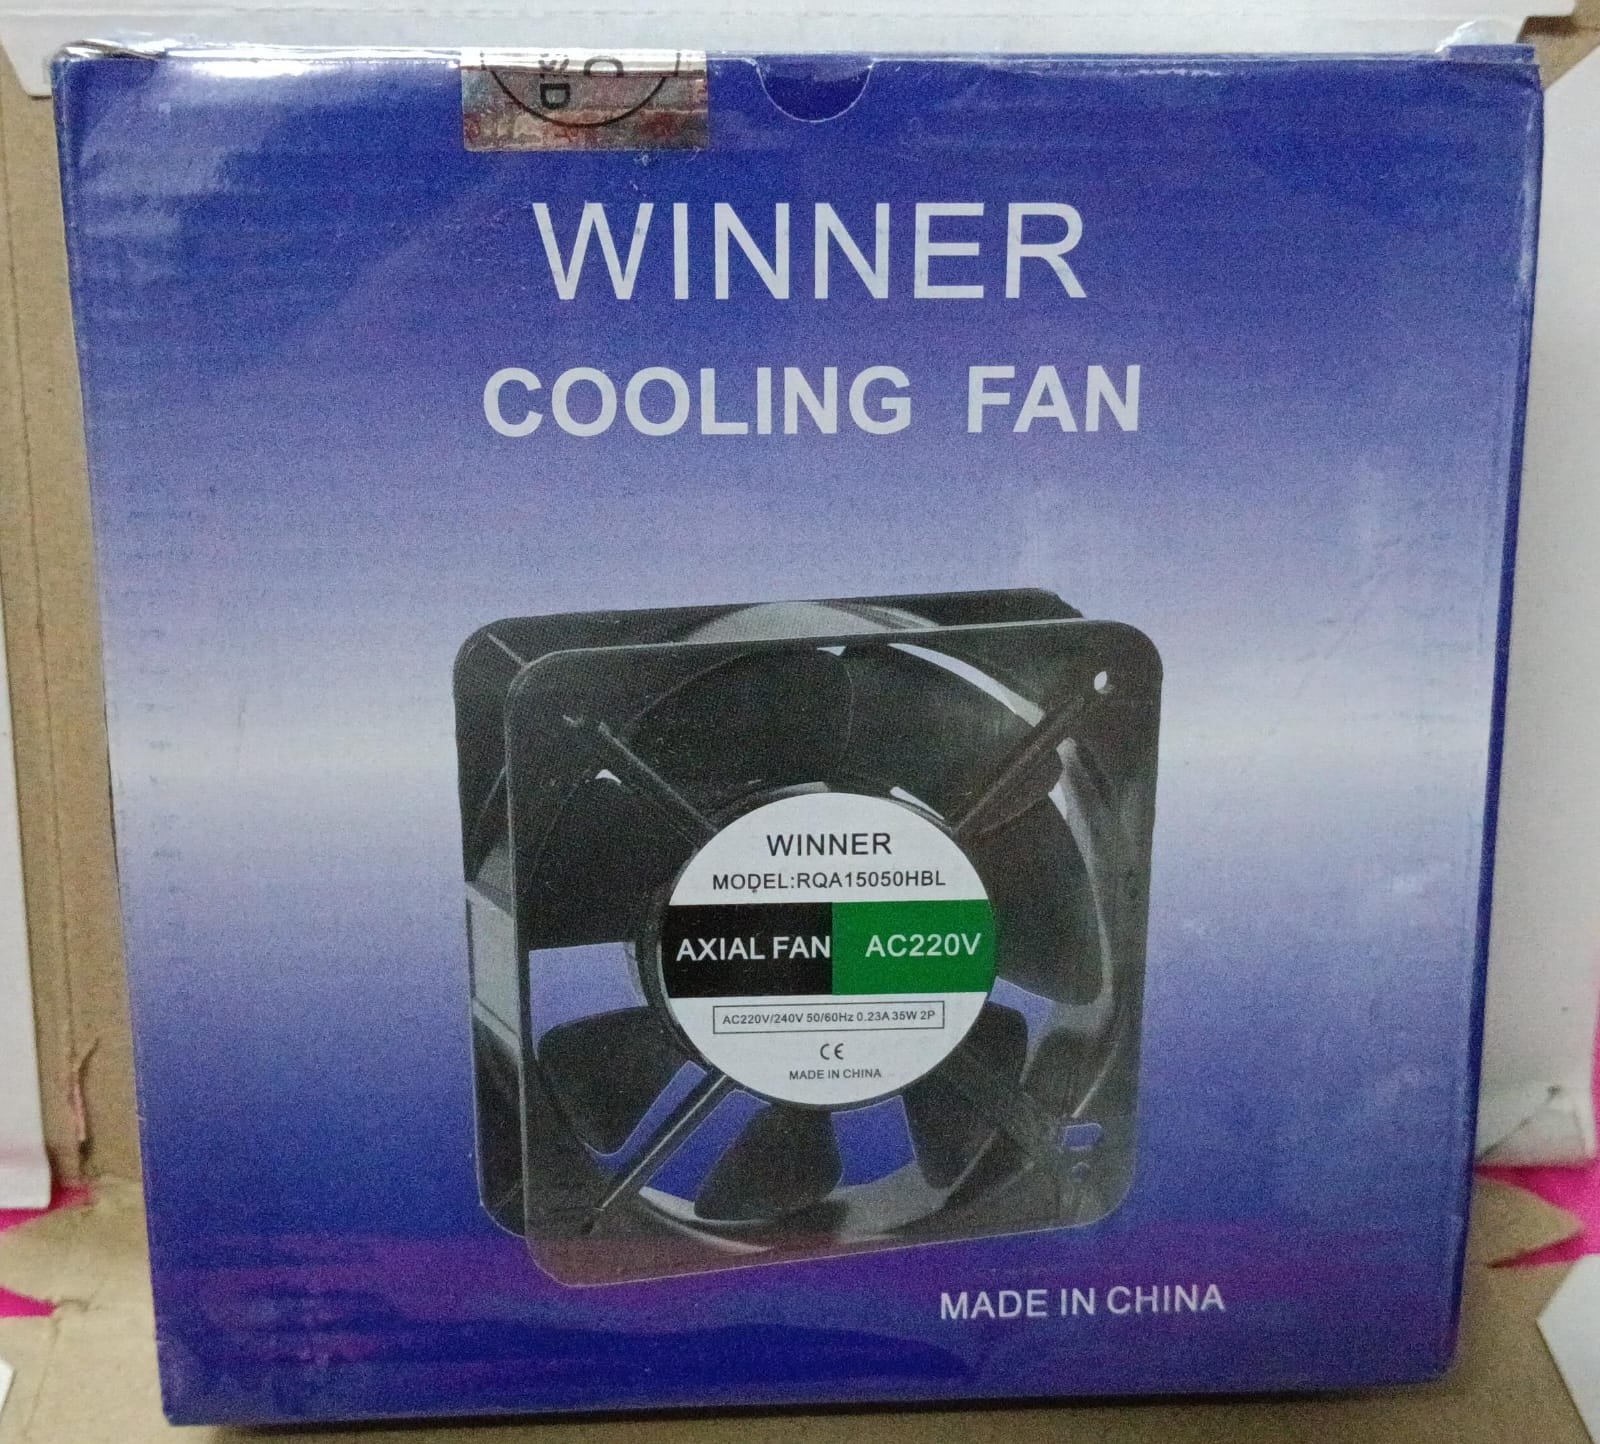 WINNER
COOLING FAN
WINNER
MODEL:RQA15050HBL
AXIAL FAN AC220V
AC220V/240V 50/60Hz 0.23A 35W 2P
CE
MADE IN CHINA
MADE IN CHINA